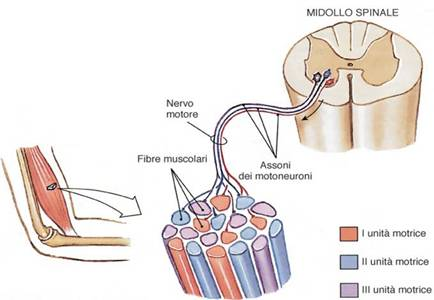 MIDOLLO SPINALE
Nervo
motore
Fibre muscolari
Assoni
dei motoneuroni
I unità motrice
II unità motrice
III unità motrice